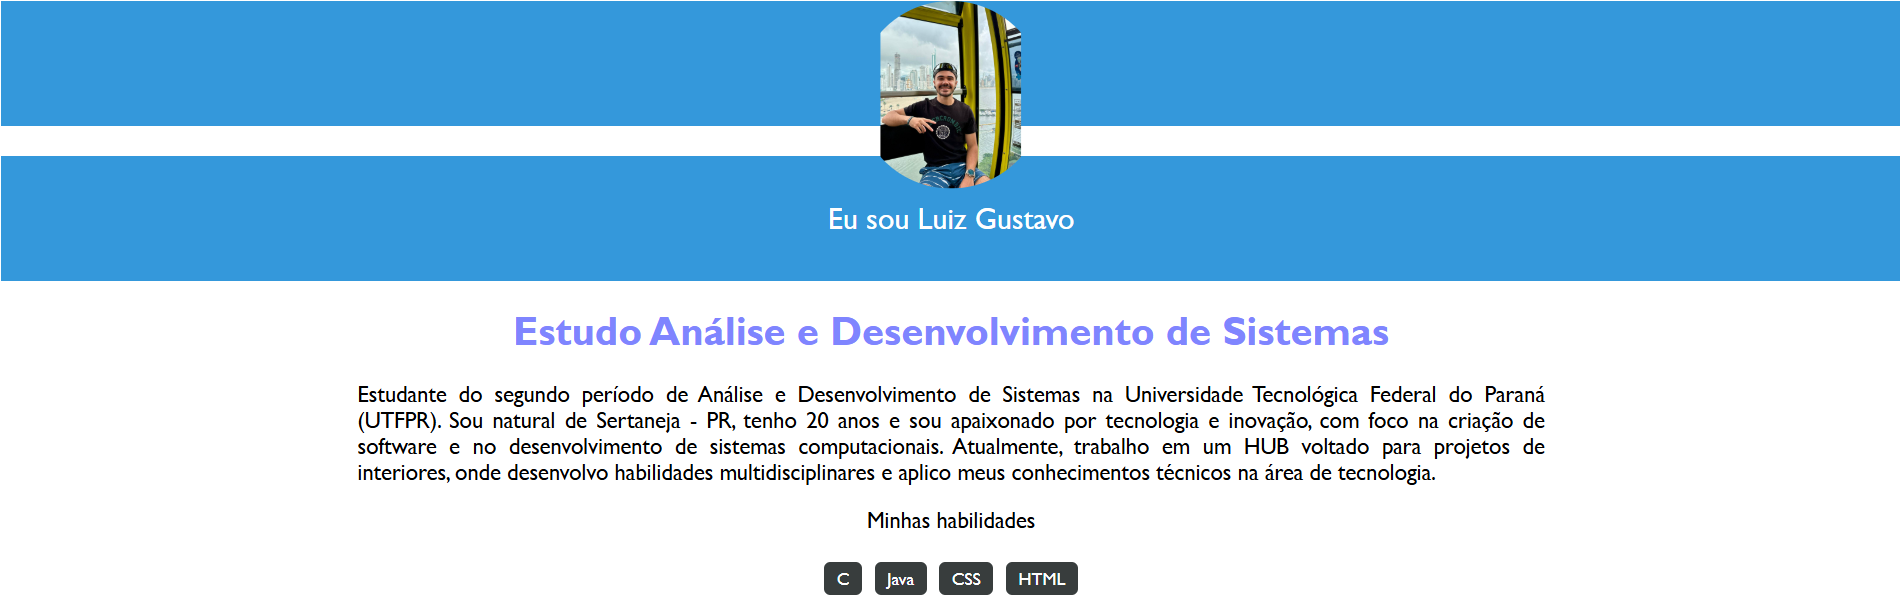 Eu sou Luiz Gustavo
Estudo Análise e Desenvolvimento de Sistemas
Estudante do segundo período de Análise e Desenvolvimento de Sistemas na Universidade Tecnológica Federal do Paraná
(UTFPR). Sou natural de Sertaneja - PR, tenho 20 anos e sou apaixonado por tecnologia e inovação, com foco na criação de
software e no desenvolvimento de sistemas computacionais. Atualmente, trabalho em um HUB voltado para projetos de
interiores, onde desenvolvo habilidades multidisciplinares e aplico meus conhecimentos técnicos na área de tecnologia.
Minhas habilidades
C Java CSS HTML